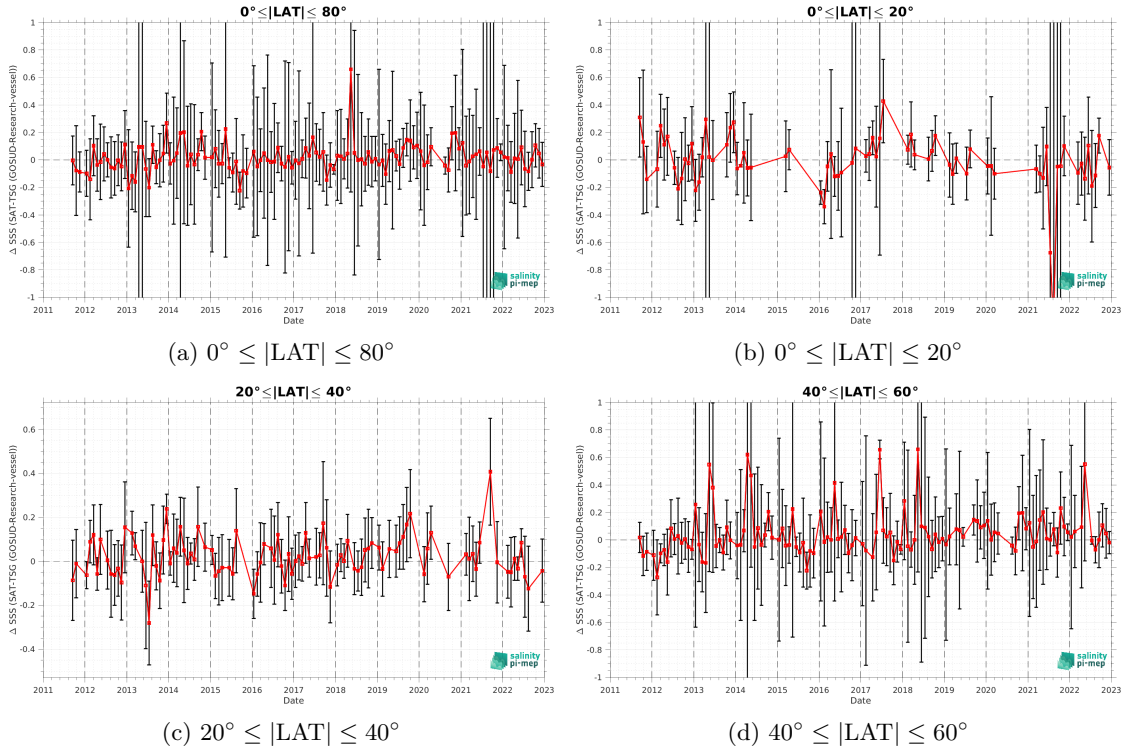 0°≤|LAT|≤ 80°
Δ SSS (SAT-TSG (GOSUD-Research-vessel))
1
0.8
0.6
0.4
0.2
0
-0.2
-0.4
-0.6
-0.8
-1
2011 2012 2013 2014 2015 2016 2017 2018 2019 2020 2021 2022 2023
Date
salinity
pi-mep
(a) 0° ≤ |LAT| ≤ 80°
0°≤|LAT|≤ 20°
Δ SSS (SAT-TSG (GOSUD-Research-vessel))
1
0.8
0.6
0.4
0.2
0
-0.2
-0.4
-0.6
-0.8
-1
2011 2012 2013 2014 2015 2016 2017 2018 2019 2020 2021 2022 2023
Date
salinity
pi-mep
(b) 0° ≤ |LAT| ≤ 20°
20°≤|LAT|≤ 40°
Δ SSS (SAT-TSG (GOSUD-Research-vessel))
0.6
0.4
0.2
0
-0.2
-0.4
2011 2012 2013 2014 2015 2016 2017 2018 2019 2020 2021 2022 2023
Date
salinity
pi-mep
(c) 20° ≤ |LAT| ≤ 40°
40°≤|LAT|≤ 60°
Δ SSS (SAT-TSG (GOSUD-Research-vessel))
1
0.8
0.6
0.4
0.2
0
-0.2
-0.4
-0.6
-0.8
-1
2011 2012 2013 2014 2015 2016 2017 2018 2019 2020 2021 2022 2023
Date
salinity
pi-mep
(d) 40° ≤ |LAT| ≤ 60°